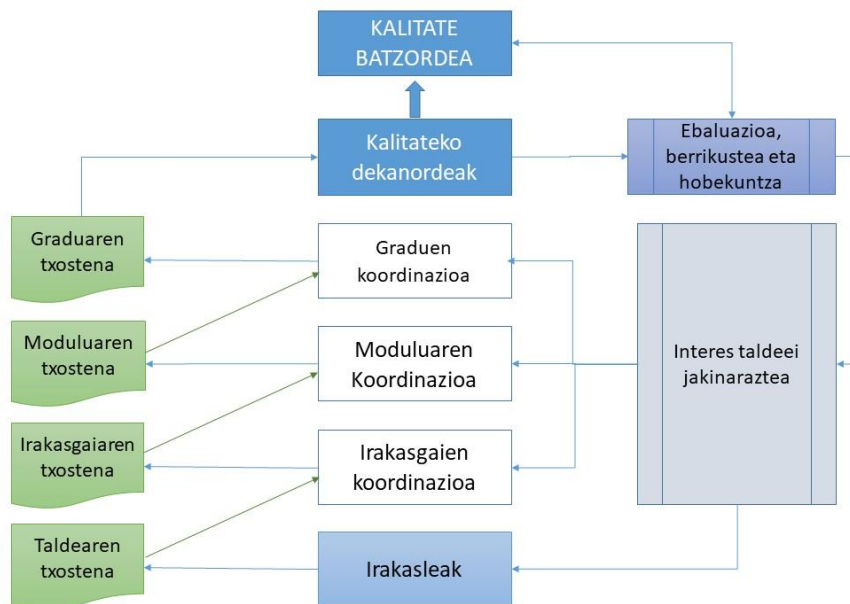 KALITATE
BATZORDEA
Kalitateko
dekanordeak
Ebaluazioa,
berrikustea eta
hobekuntza
Graduaren
txostena
Graduen
koordinazioa
Moduluaren
txostena
Moduluaren
Koordinazioa
Interes taldeei
jakinaraztea
Irakasgaiaren
txostena
Irakasgaien
koordinazioa
Taldearen
txostena
Irakasleak